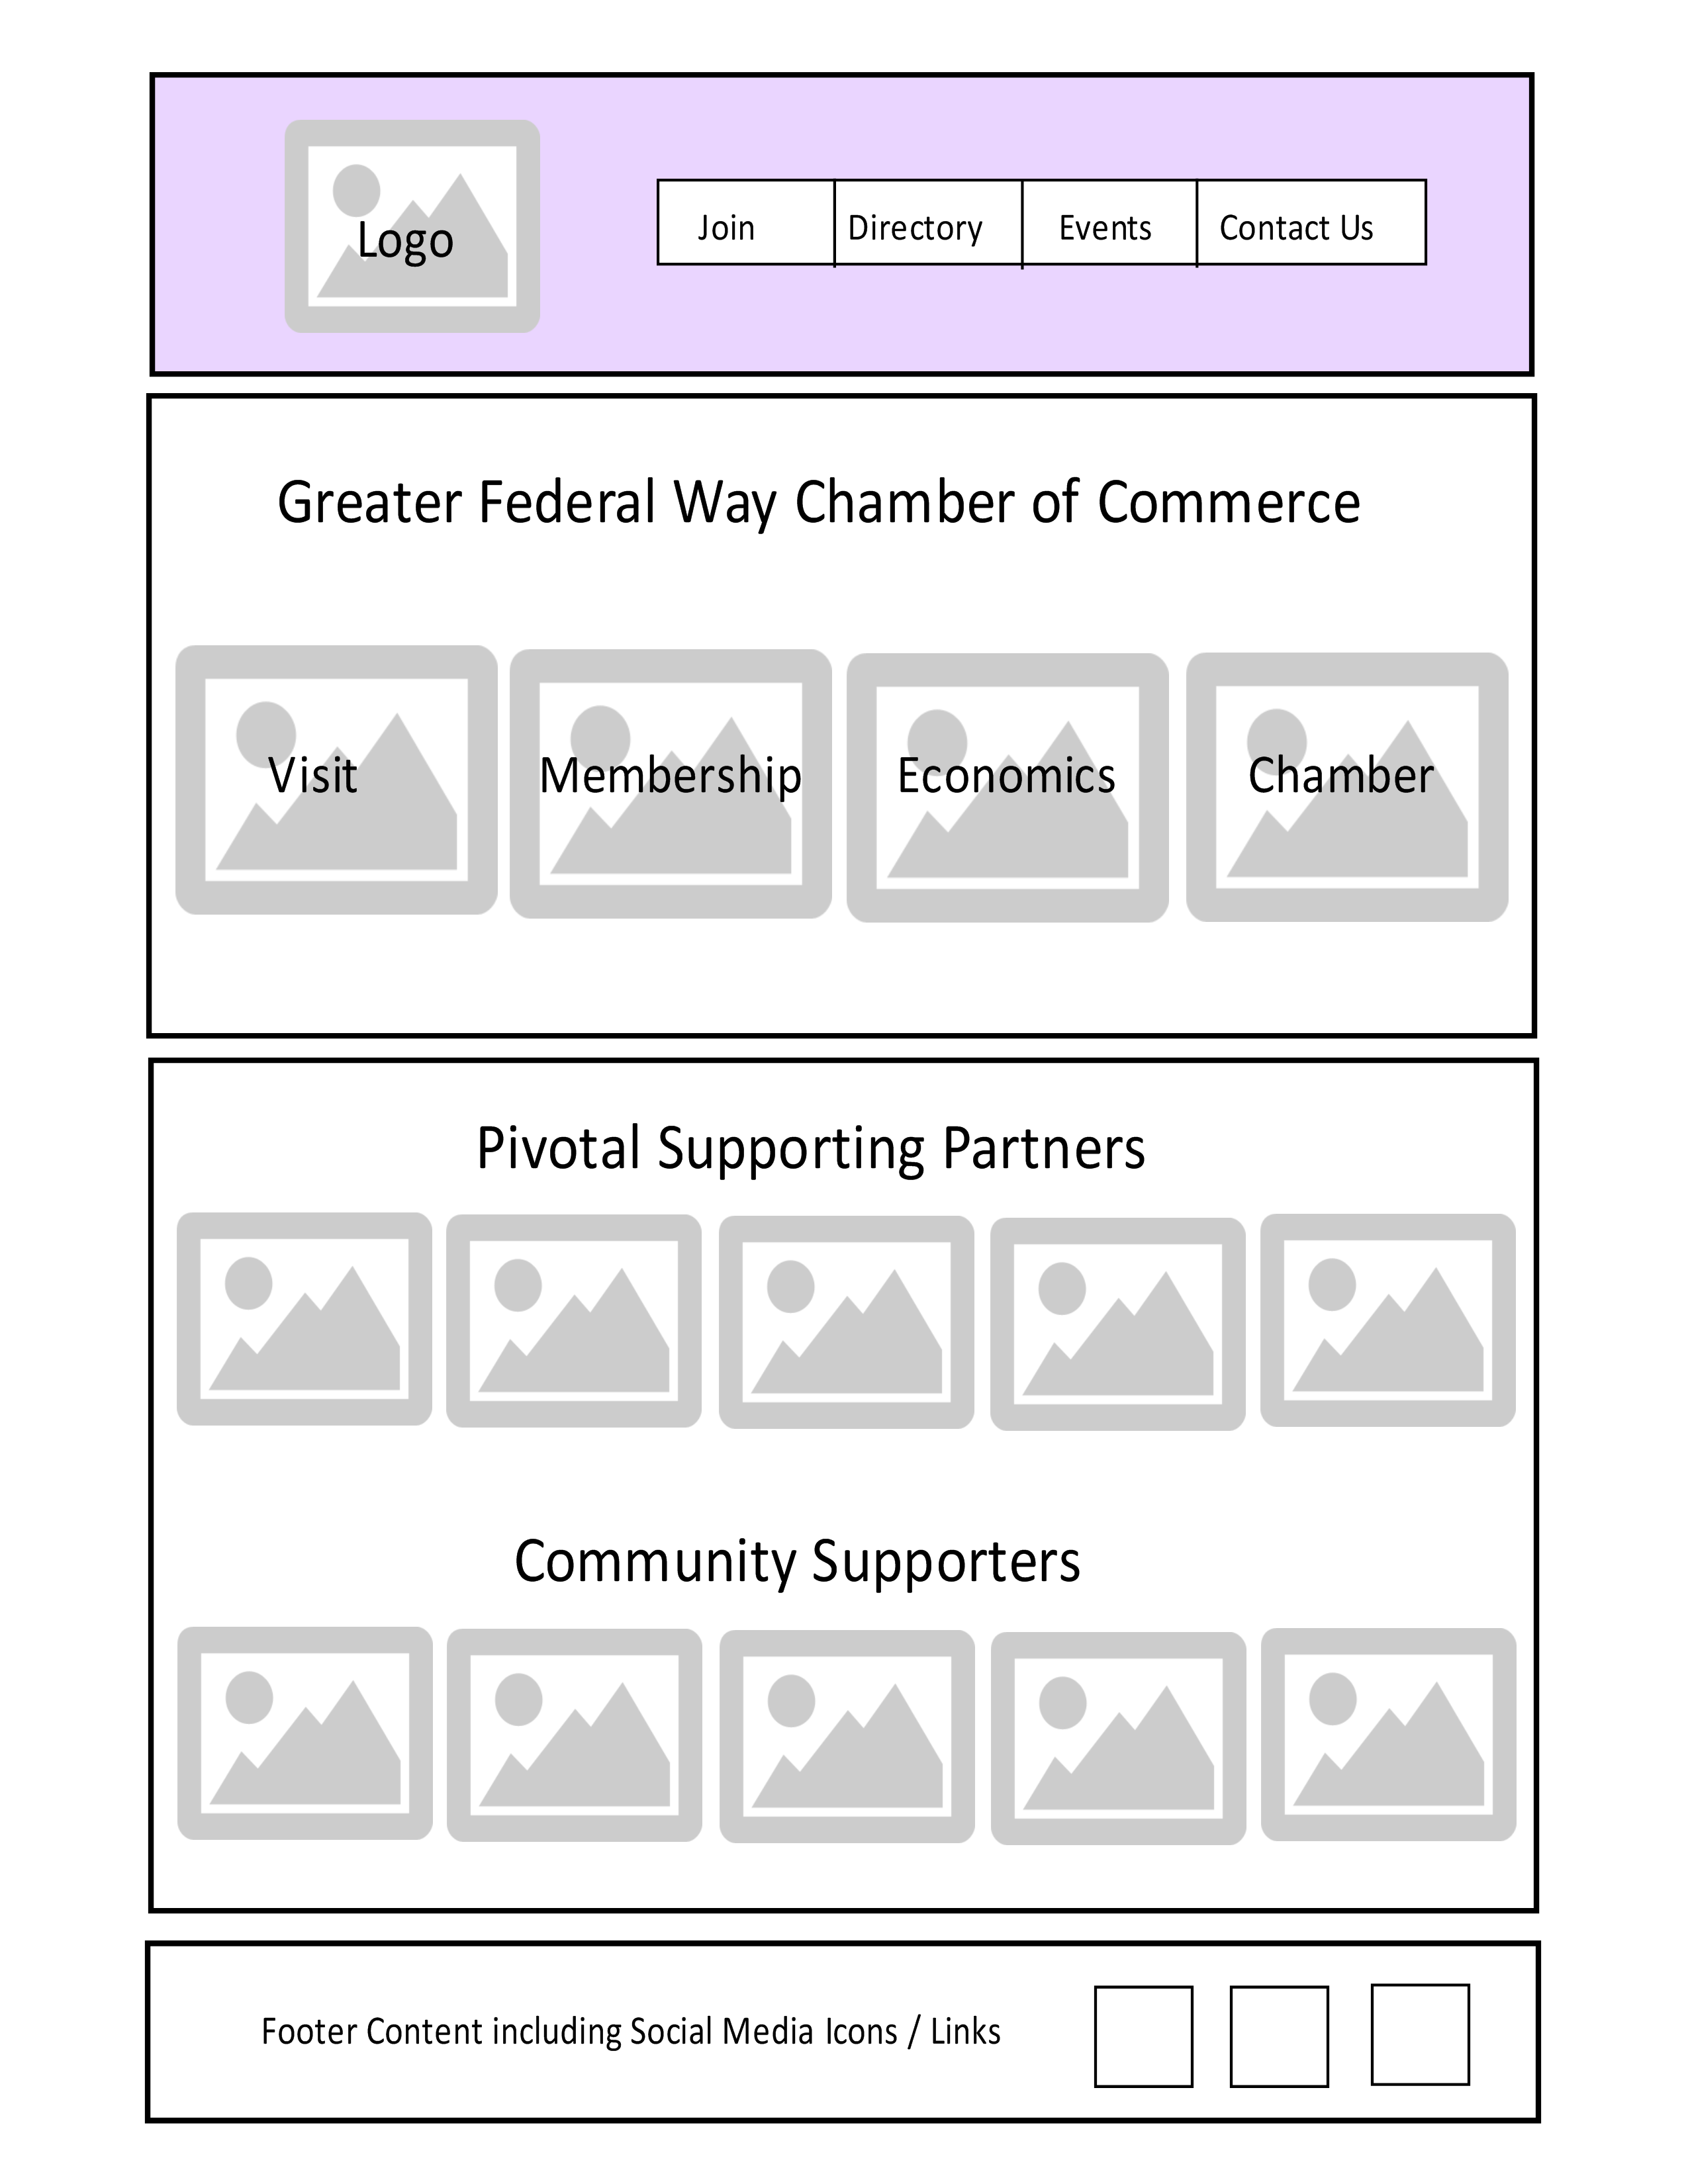 Logo
Join Directory Events Contact Us
Greater Federal Way Chamber of Commerce
Visit Membership Economics Chamber
Pivotal Supporting Partners
Community Supporters
Footer Content including Social Media Icons / Links